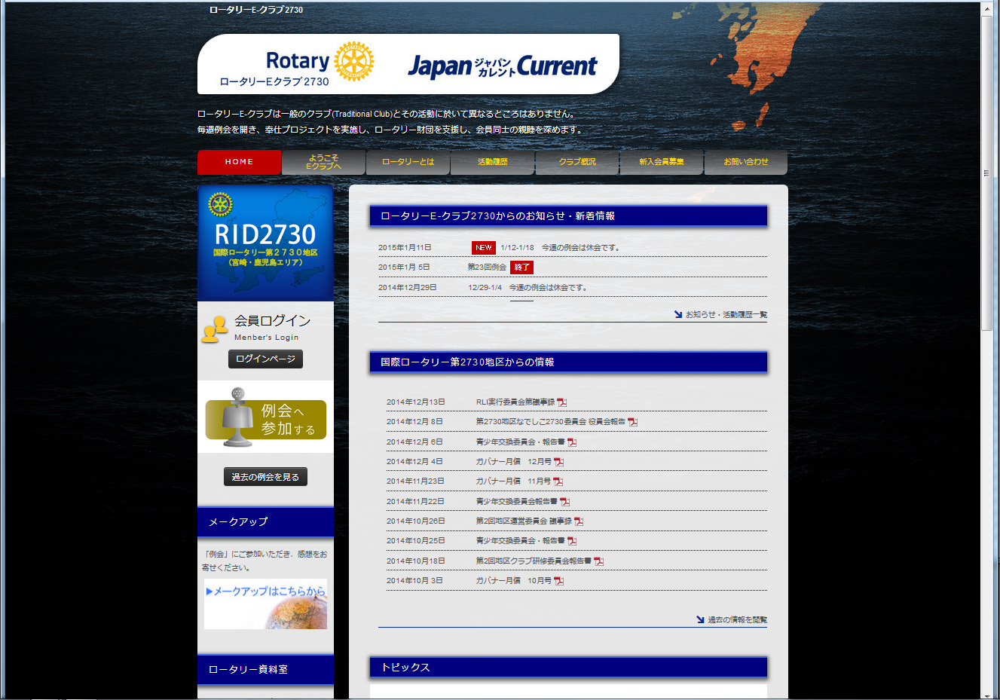 ロータリーE-クラブ2730
Rotary
ロータリーEクラブ2730
Japan ジャパン カレント Current
ロータリーE-クラブは一般のクラブ(Traditional Club)とその活動に於いて異なるところはありません。
毎週例会を開き、奉仕プロジェクトを実施し、ロータリー財団を支援し、会員同士の親睦を深めます。
HOME
ようこそ
Eクラブへ
ロータリーとは
活動履歴
クラブ概況
新入会員募集
お問い合わせ
RID2730
国際ロータリー第２７３０地区
（宮崎・鹿児島エリア）
会員ログイン
Menber's Login
ログインページ
例会へ
参加する
過去の例会を見る
メークアップ
「例会」にご参加いただき、感想をお
寄せください。
▶メークアップはこちらから
ロータリー資料室
ロータリーE-クラブ2730からのお知らせ・新着情報
2015年1月11日 NEW 1/12-1/18 今週の例会は休会です。
2015年1月 5日 第23回例会 終了
2014年12月29日 12/29-1/4 今週の例会は休会です。
お知らせ・活動履歴一覧
国際ロータリー第2730地区からの情報
2014年12月13日 RLI実行委員会第議事録
2014年12月 8日 第2730地区なでしこ2730委員会 役員会報告
2014年12月 6日 青少年交換委員会・報告書
2014年12月 4日 ガバナー月信 12月号
2014年11月23日 ガバナー月信 11月号
2014年11月22日 青少年交換委員会報告書
2014年10月26日 第2回地区運営委員会 議事録
2014年10月25日 青少年交換委員会・報告書
2014年10月18日 第2回地区クラブ研修委員会報告書
2014年10月 3日 ガバナー月信 10月号
過去の情報を閲覧
トピックス